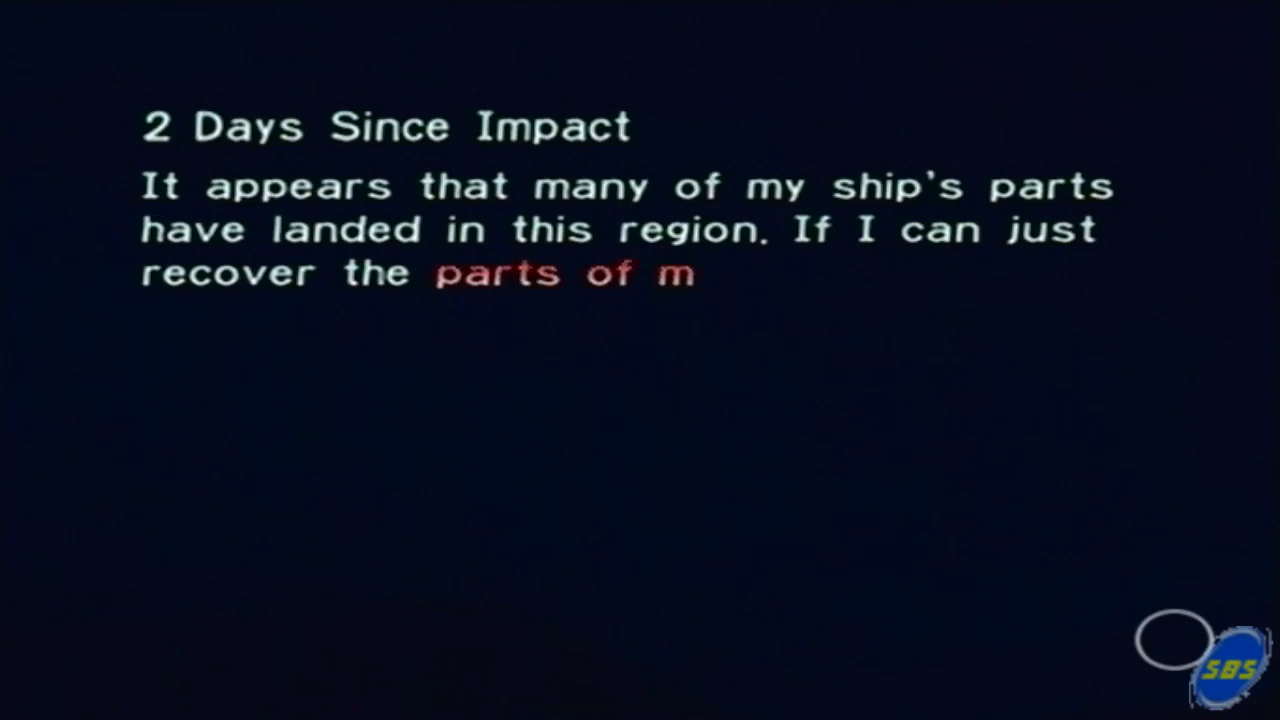 2 Days Since Impact
It appears that many of my ship's parts
have landed in this region. If I can just
recover the parts of m
SBS